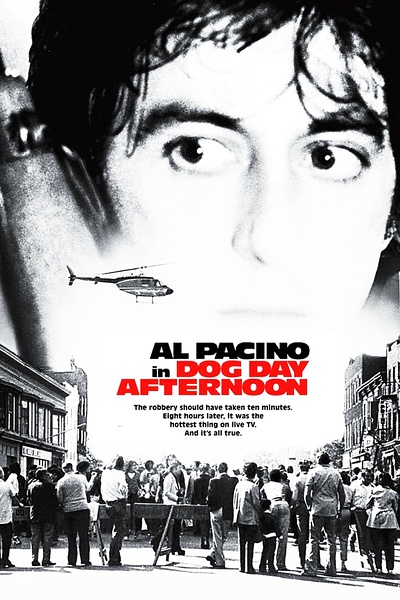 AL PACINO
in DOG DAY
AFTERNOON
The robbery should have taken ten minutes.
Eight hours later, it was the
hottest thing on live TV.
And it's all true.